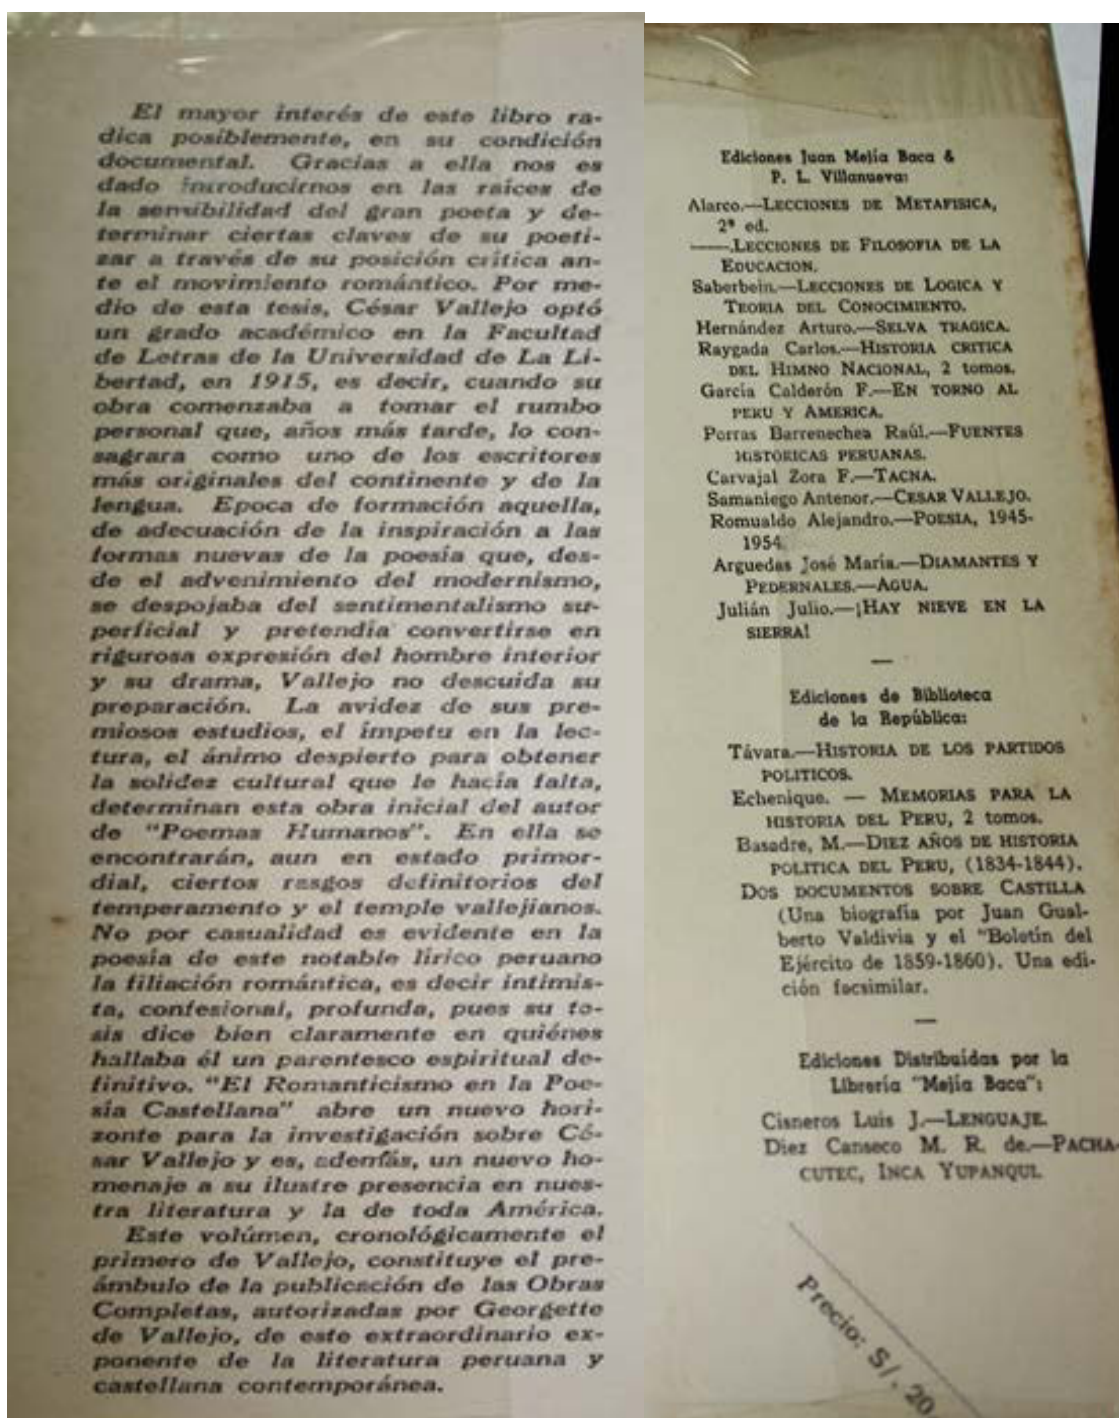 El mayor interés de este libro ra-
dica posiblemente, en su condición
documental. Gracias a ella nos es
dado introducirnos en las raíces de
la sensibilidad del gran poeta y de-
terminar ciertas claves de su poeti-
zar a través de su posición crítica an-
te el movimiento romántico. Por me-
dio de esta tesis, César Vallejo optó
un grado académico en la Facultad
de Letras de la Universidad de La Li-
bertad, en 1915, es decir, cuando su
obra comenzaba a tomar el rumbo
personal que, años más tarde, lo con-
sagrara como uno de los escritores
más originales del continente y de la
lengua. Epoca de formación aquella,
de adecuación de la inspiración a las
formas nuevas de la poesía que, des-
de el advenimiento del modernismo,
se despojaba del sentimentalismo su-
perficial y pretendía convertirse en
rigurosa expresión del hombre interior
y su drama, Vallejo no descuida su
preparación. La avidez de sus pre-
miosos estudios, el ímpetu en la lec-
tura, el ánimo despierto para obtener
la solidez cultural que le hacía falta,
determinan esta obra inicial del autor
de "Poemas Humanos". En ella se
encontrarán, aun en estado primor-
dial, ciertos rasgos definitorios del
temperamento y el temple vallejianos.
No por casualidad es evidente en la
poesía de este notable lírico peruano
la filiación romántica, es decir intimis-
ta, confesional, profunda, pues su te-
sis dice bien claramente en quiénes
hallaba él un parentesco espiritual de-
finitivo. "El Romanticismo en la Poe-
sía Castellana" abre un nuevo hori-
zonte para la investigación sobre Cé-
sar Vallejo y es, además, un nuevo ho-
menaje a su ilustre presencia en nues-
tra literatura y la de toda América.
Este volúmen, cronológicamente el
primero de Vallejo, constituye el pre-
ámbulo de la publicación de las Obras
Completas, autorizadas por Georgette
de Vallejo, de este extraordinario ex-
ponente de la literatura peruana y
castellana contemporánea.
Ediciones Juan Mejía Baca &
P. L. Villanueva:
Alarco.—LECCIONES DE METAFISICA,
2ª ed.
——.LECCIONES DE FILOSOFIA DE LA
EDUCACION.
Saberbein.—LECCIONES DE LOGICA Y
TEORIA DEL CONOCIMIENTO.
Hernández Arturo.—SELVA TRAGICA.
Raygada Carlos.—HISTORIA CRITICA
DEL HIMNO NACIONAL, 2 tomos.
García Calderón F.—EN TORNO AL
PERU Y AMERICA.
Porras Barrenechea Raúl.—FUENTES
HISTORICAS PERUANAS.
Carvajal Zora F.—TACNA.
Samaniego Antenor.—CESAR VALLEJO.
Romualdo Alejandro.—POESIA, 1945-
1954.
Arguedas José María.—DIAMANTES Y
PEDERNALES.—AGUA.
Julián Julio.—¡HAY NIEVE EN LA
SIERRA!
Ediciones de Biblioteca
de la República:
Távara.—HISTORIA DE LOS PARTIDOS
POLITICOS.
Echenique. — MEMORIAS PARA LA
HISTORIA DEL PERU, 2 tomos.
Basadre, M.—DIEZ AÑOS DE HISTORIA
POLITICA DEL PERU, (1834-1844).
DOS DOCUMENTOS SOBRE CASTILLA
(Una biografía por Juan Gual-
berto Valdivia y el "Boletín del
Ejército de 1859-1860). Una edi-
ción facsimilar.
Ediciones Distribuídas por la
Librería "Mejía Baca":
Cisneros Luis J.—LENGUAJE.
Diez Canseco M. R. de.—PACHA-
CUTEC, INCA YUPANQUI.
Precio: S/. 20